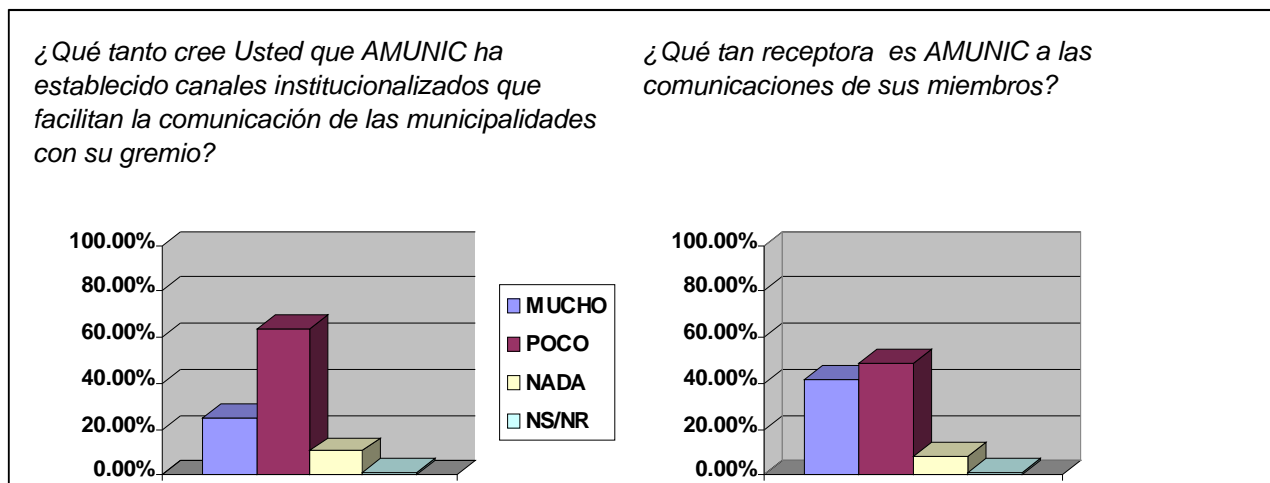 ¿Qué tanto cree Usted que AMUNIC ha
establecido canales institucionalizados que
facilitan la comunicación de las municipalidades
con su gremio?
¿Qué tan receptora es AMUNIC a las
comunicaciones de sus miembros?
100.00%
80.00%
60.00%
40.00%
20.00%
0.00%
MUCHO
POCO
NADA
NS/NR
100.00%
80.00%
60.00%
40.00%
20.00%
0.00%